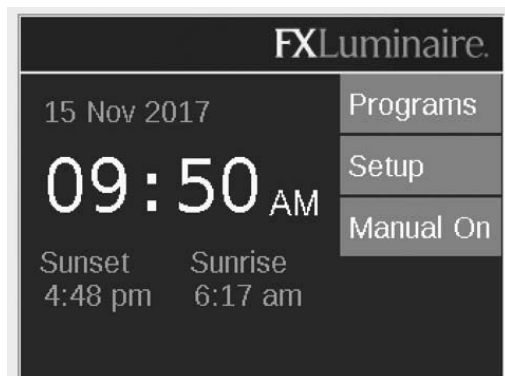 FXLuminaire.
15 Nov 2017
09:50 AM
Sunset Sunrise
4:48 pm 6:17 am
Programs
Setup
Manual On